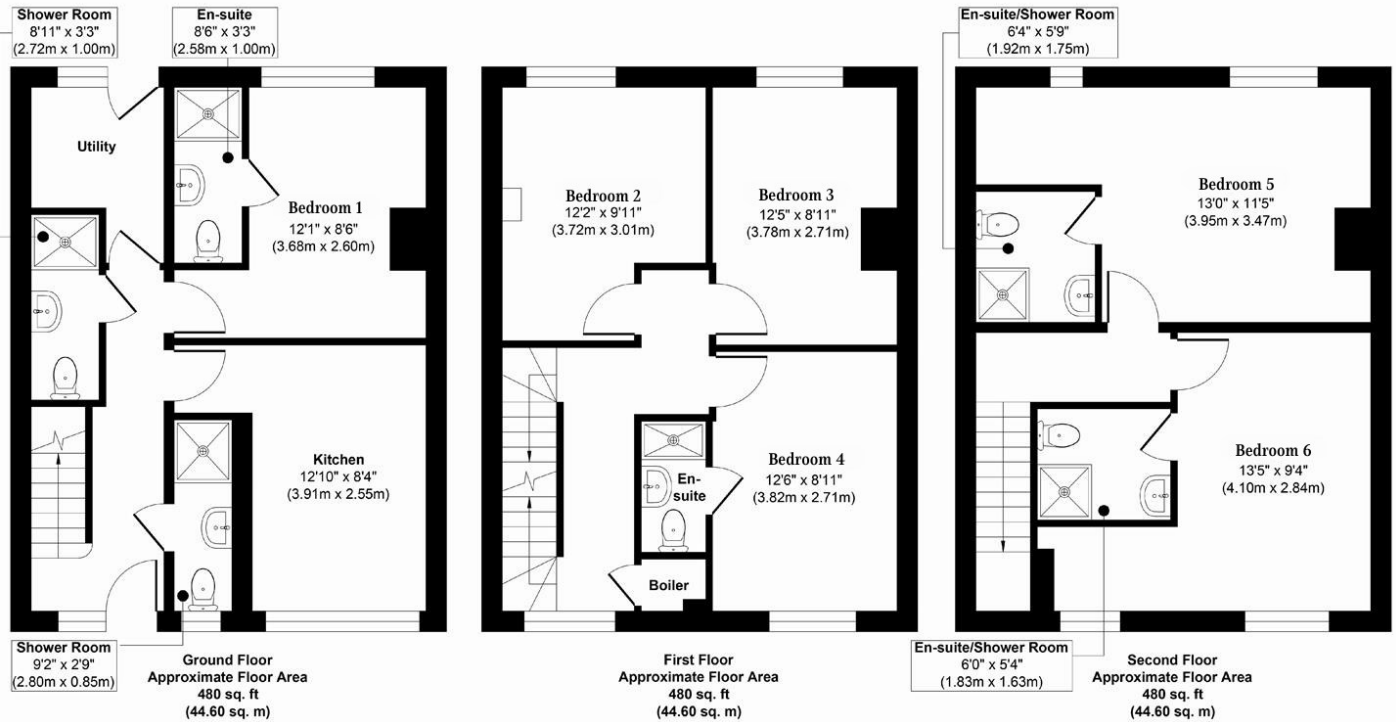 Shower Room
8'11" x 3'3"
(2.72m x 1.00m)
En-suite
8'6" x 3'3"
(2.58m x 1.00m)
Utility
Bedroom 1
12'1" x 8'6"
(3.68m x 2.60m)
Kitchen
12'10" x 8'4"
(3.91m x 2.55m)
Shower Room
9'2" x 2'9"
(2.80m x 0.85m)
Ground Floor
Approximate Floor Area
480 sq. ft
(44.60 sq. m)
Bedroom 2
12'2" x 9'11"
(3.72m x 3.01m)
Bedroom 3
12'5" x 8'11"
(3.78m x 2.71m)
Bedroom 4
12'6" x 8'11"
(3.82m x 2.71m)
En-
suite
Boiler
First Floor
Approximate Floor Area
480 sq. ft
(44.60 sq. m)
En-suite/Shower Room
6'4" x 5'9"
(1.92m x 1.75m)
Bedroom 5
13'0" x 11'5"
(3.95m x 3.47m)
Bedroom 6
13'5" x 9'4"
(4.10m x 2.84m)
En-suite/Shower Room
6'0" x 5'4"
(1.83m x 1.63m)
Second Floor
Approximate Floor Area
480 sq. ft
(44.60 sq. m)